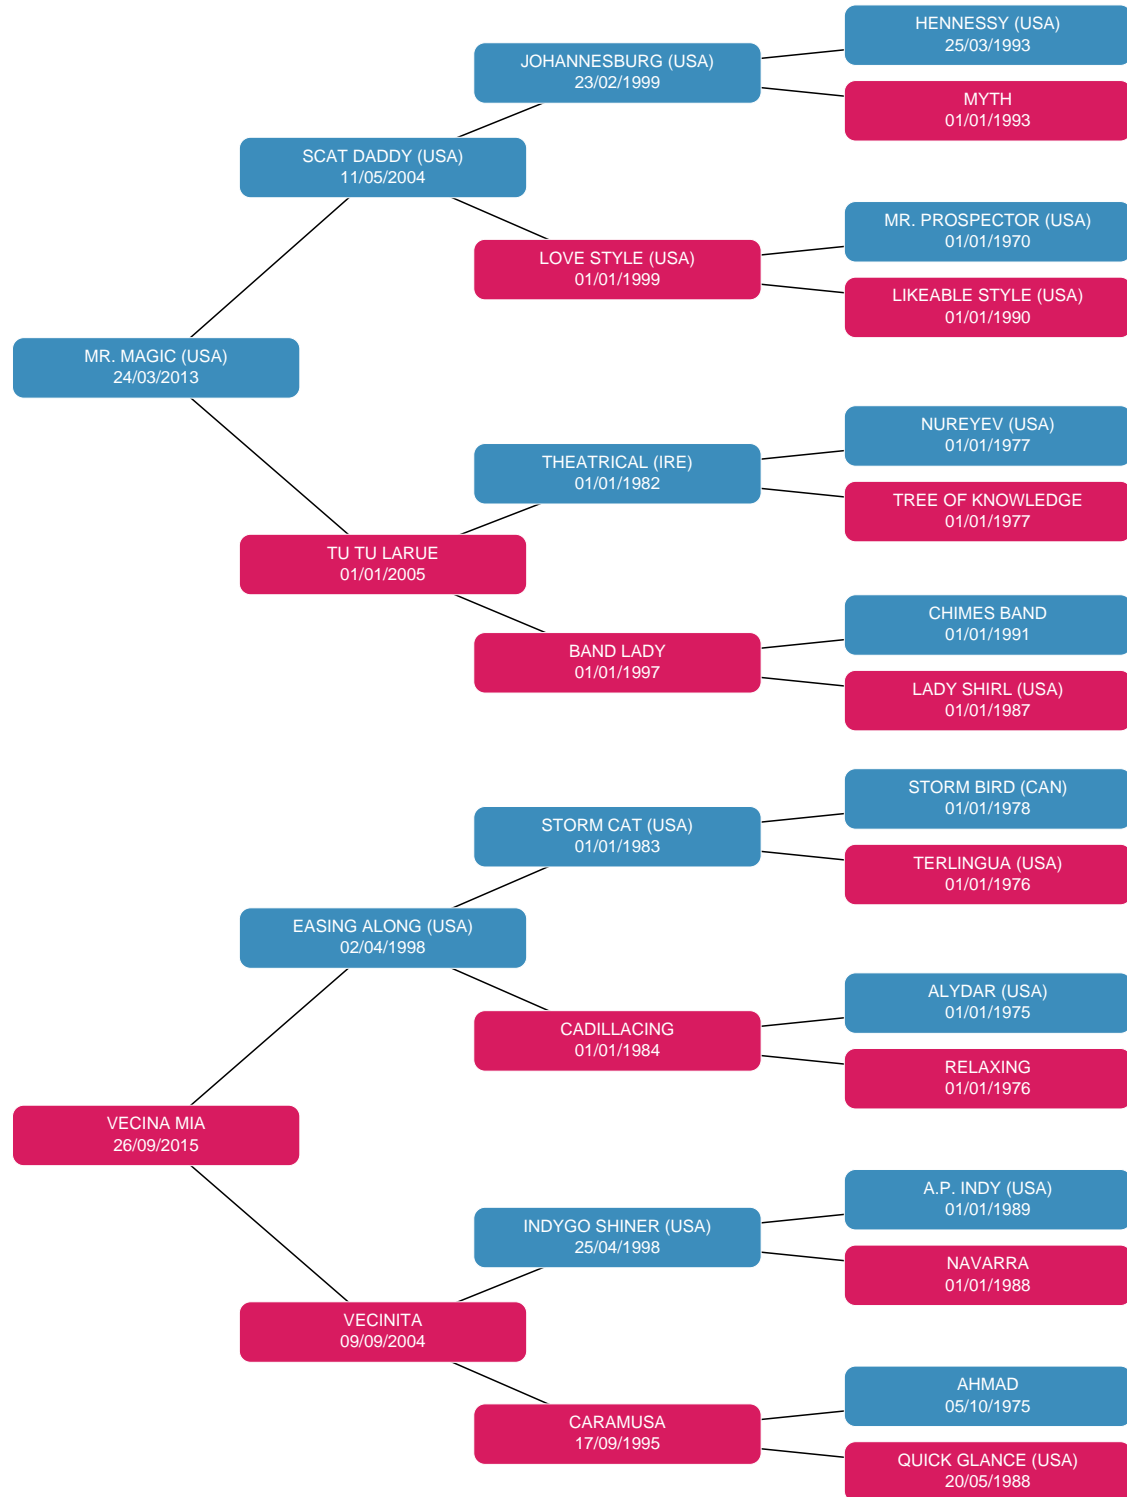 HENNESSY (USA)
25/03/1993
JOHANNESBURG (USA)
23/02/1999
MYTH
01/01/1993
SCAT DADDY (USA)
11/05/2004
MR. PROSPECTOR (USA)
01/01/1970
LOVE STYLE (USA)
01/01/1999
LIKEABLE STYLE (USA)
01/01/1990
MR. MAGIC (USA)
24/03/2013
NUREYEV (USA)
01/01/1977
THEATRICAL (IRE)
01/01/1982
TREE OF KNOWLEDGE
01/01/1977
TU TU LARUE
01/01/2005
CHIMES BAND
01/01/1991
BAND LADY
01/01/1997
LADY SHIRL (USA)
01/01/1987
STORM BIRD (CAN)
01/01/1978
STORM CAT (USA)
01/01/1983
TERLINGUA (USA)
01/01/1976
EASING ALONG (USA)
02/04/1998
ALYDAR (USA)
01/01/1975
CADILLACING
01/01/1984
RELAXING
01/01/1976
VECINA MIA
26/09/2015
A.P. INDY (USA)
01/01/1989
INDYGO SHINER (USA)
25/04/1998
NAVARRA
01/01/1988
VECINITA
09/09/2004
AHMAD
05/10/1975
CARAMUSA
17/09/1995
QUICK GLANCE (USA)
20/05/1988